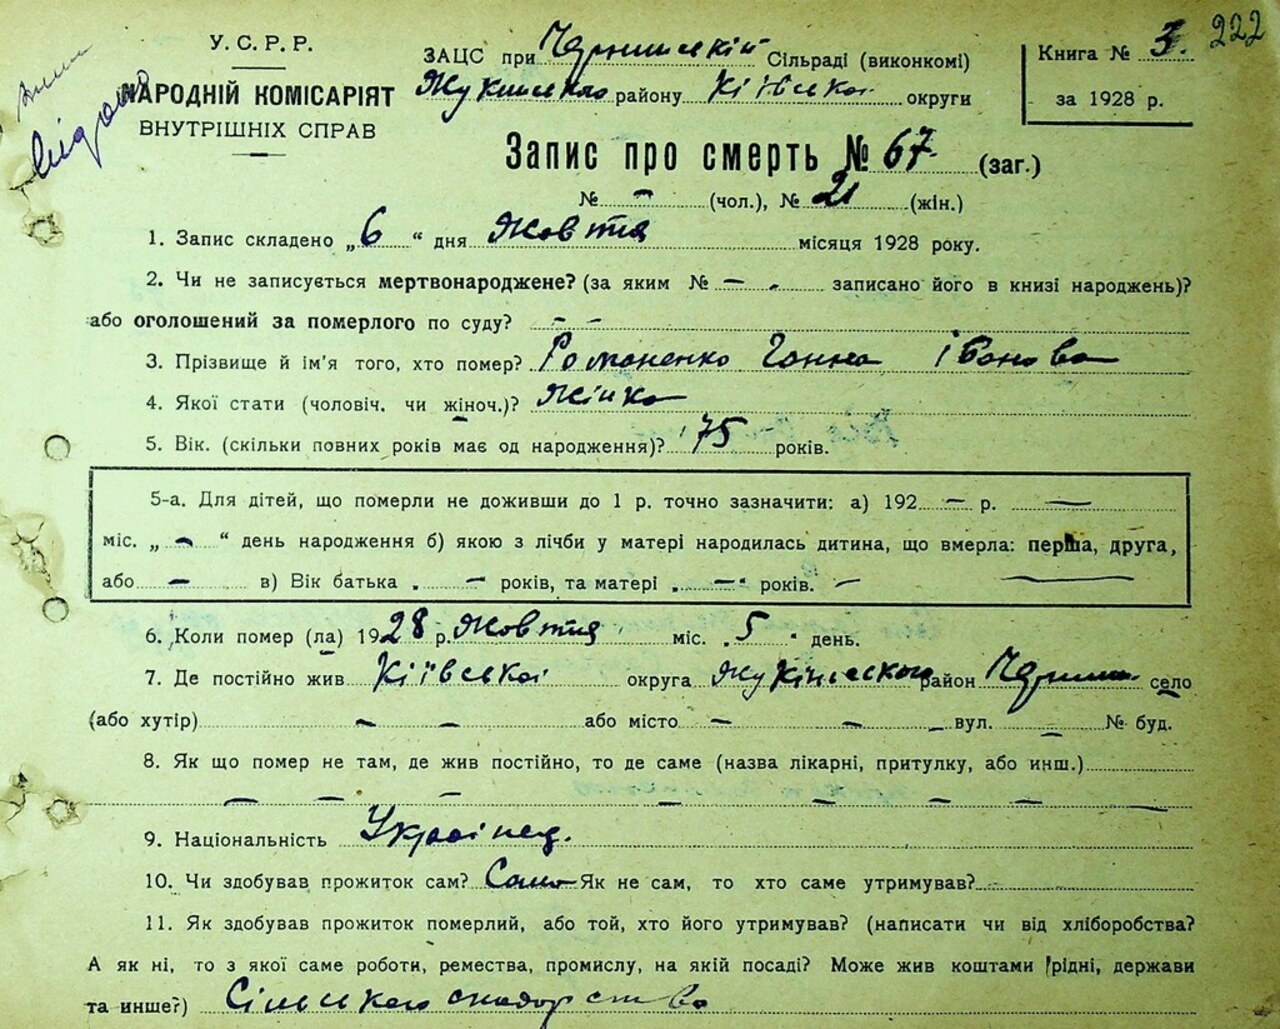 222
У. С. Р. Р.
НАРОДНІЙ КОМІСАРІЯТ
ВНУТРІШНІХ СПРАВ
ЗАЦС при Сільраді (виконкомі)
району Київської округи
Книга № 3.
за 1928 р.
Запис про смерть № 67 (заг.)
№ — (чол.), № 21 (жін.)
1. Запис складено „6“ дня Жовтня місяця 1928 року.
2. Чи не записується мертвонароджене? (за яким № — . записано його в книзі народжень)?
або оголошений за померлого по суду? — —
3. Прізвище й ім'я того, хто помер? Романенко Ганна Іванова
4. Якої стати (чоловіч. чи жіноч.)? Жінка
5. Вік. (скільки повних років має од народження)? 75 років.
5-а. Для дітей, що померли не доживши до 1 р. точно зазначити: а) 192 — р. —
міс. „ — “ день народження б) якою з лічби у матері народилась дитина, що вмерла: перша, друга,
або — в) Вік батька — років, та матері — років. —
6. Коли помер (ла) 1928 р. Жовтня міс. 5 день.
7. Де постійно жив Київської округа район село
(або хутір) — — або місто — — — вул. — № буд.
8. Як що помер не там, де жив постійно, то де саме (назва лікарні, притулку, або инш.)
— — — — — — — —
9. Національність
10. Чи здобував прожиток сам? Сама Як не сам, то хто саме утримував?
11. Як здобував прожиток померлий, або той, хто його утримував? (написати чи від хліборобства?
А як ні, то з якої саме роботи, ремества, промислу, на якій посаді? Може жив коштами рідні, держави
та инше?)